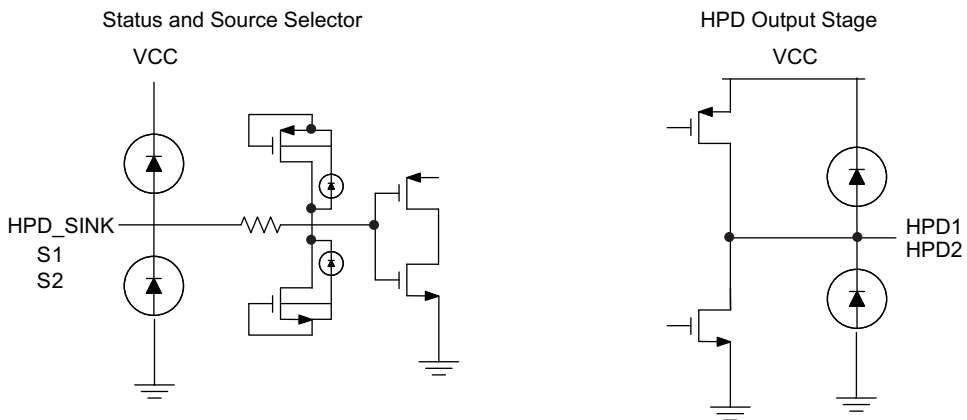 Status and Source Selector
VCC
HPD_SINK
S1
S2
HPD Output Stage
VCC
HPD1
HPD2